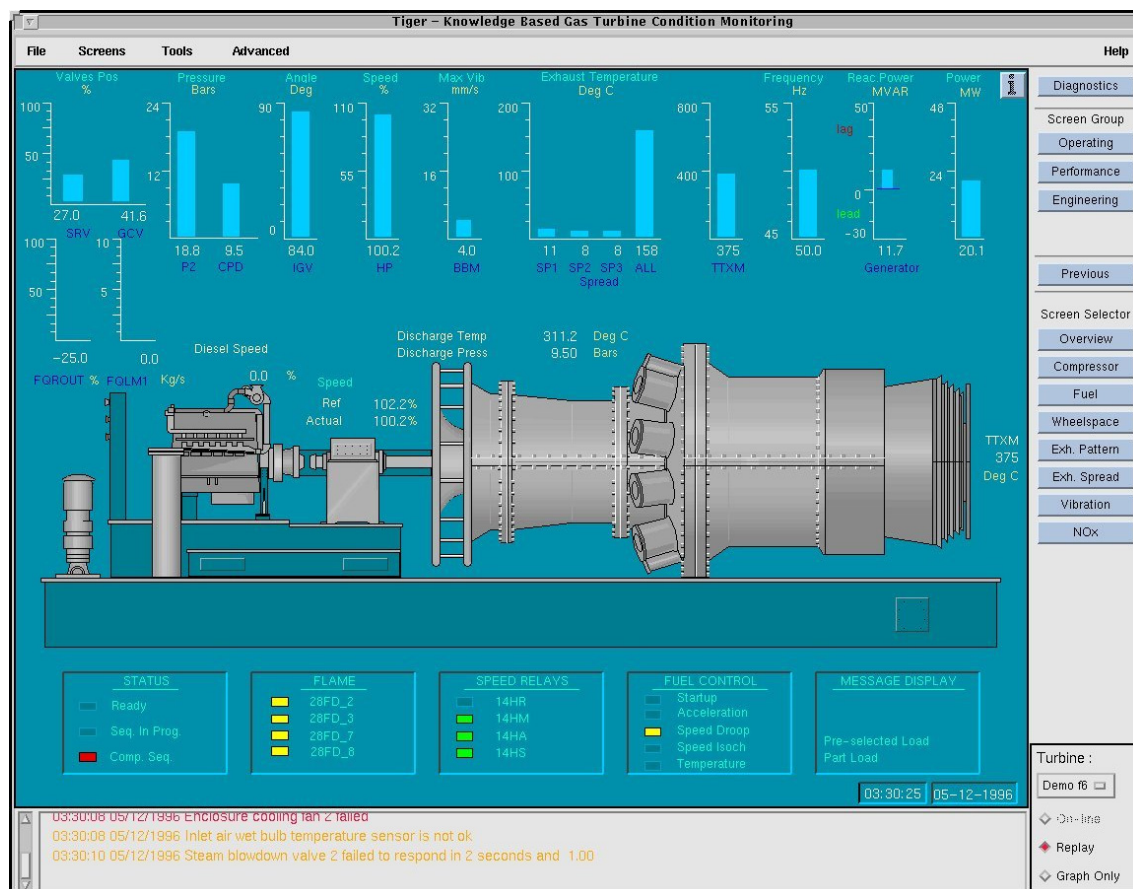 Tiger – Knowledge Based Gas Turbine Condition Monitoring
File Screens Tools Advanced Help
Valves Pos Pressure Angle Speed Max Vib Exhaust Temperature Frequency Reac.Power Power
% Bars Deg % mm/s Deg C Hz MVAR MW
i
100 24 90 110 32 200 800 55 50 48
lag
50 12 55 16 100 400 0 24
lead
0 45 -30
27.0 41.6 18.8 9.5 84.0 100.2 4.0 11 8 8 158 375 50.0 11.7 20.1
SRV GCV P2 CPD IGV HP BBM SP1 SP2 SP3 ALL TTXM Generator
Spread
100 10
50 5
-25.0 0.0
FQROUT % FQLM1 Kg/s
Diesel Speed
0.0 %
Discharge Temp 311.2 Deg C
Discharge Press 9.50 Bars
Speed
Ref 102.2%
Actual 100.2%
TTXM
375
Deg C
STATUS
Ready
Seq. In Prog.
Comp. Seq.
FLAME
28FD_2
28FD_3
28FD_7
28FD_8
SPEED RELAYS
14HR
14HM
14HA
14HS
FUEL CONTROL
Startup
Acceleration
Speed Droop
Speed Isoch
Temperature
MESSAGE DISPLAY
Pre-selected Load
Part Load
03:30:25 05-12-1996
03:30:08 05/12/1996 Enclosure cooling fan 2 failed
03:30:08 05/12/1996 Inlet air wet bulb temperature sensor is not ok
03:30:10 05/12/1996 Steam blowdown valve 2 failed to respond in 2 seconds and 1.00
Diagnostics
Screen Group
Operating
Performance
Engineering
Previous
Screen Selector
Overview
Compressor
Fuel
Wheelspace
Exh. Pattern
Exh. Spread
Vibration
NOx
Turbine :
Demo f6
On-line
Replay
Graph Only